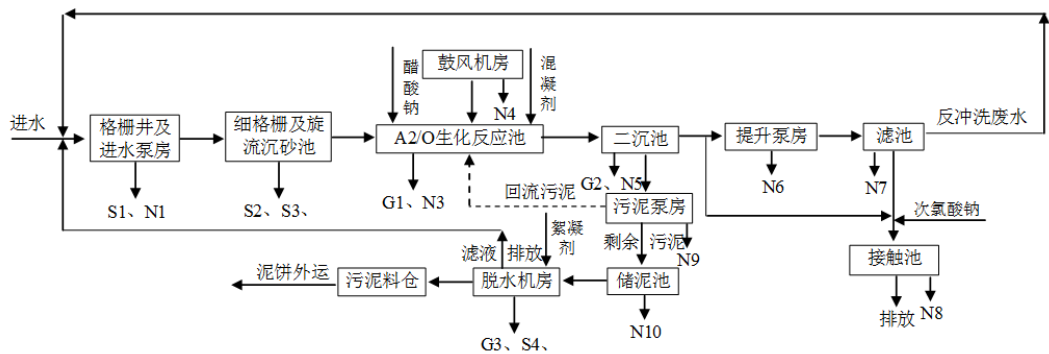 进水
格栅井及
进水泵房
S1、N1
细格栅及旋
流沉砂池
S2、S3、
醋酸钠
鼓风机房
N4
混凝剂
A2/O生化反应池
G1、N3
二沉池
G2、N5
提升泵房
N6
滤池
N7
反冲洗废水
回流污泥
污泥泵房
N9
剩余污泥
次氯酸钠
接触池
排放
N8
滤液排放
絮凝剂
泥饼外运
污泥料仓
脱水机房
储泥池
N10
G3、S4、